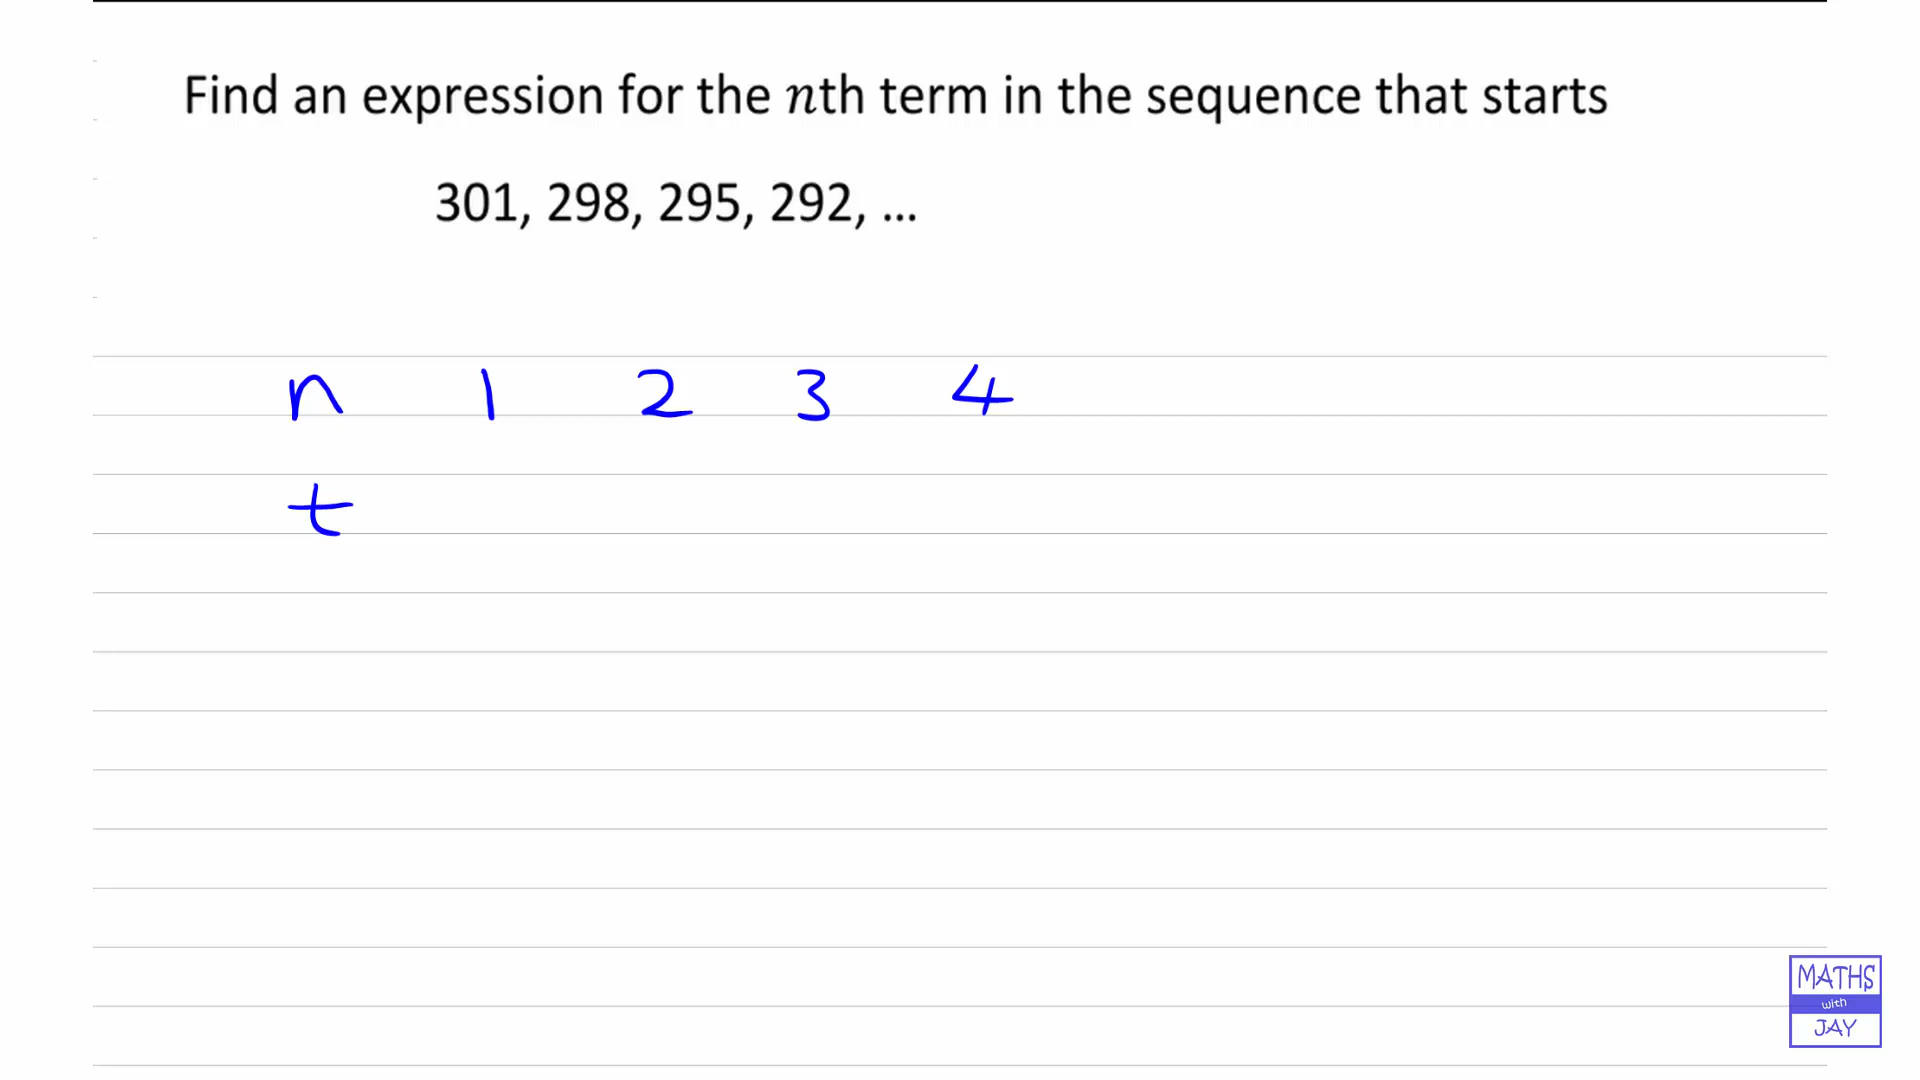 Find an expression for the nth term in the sequence that starts
301, 298, 295, 292, ...
n 1 2 3 4
t
MATHS
with
JAY